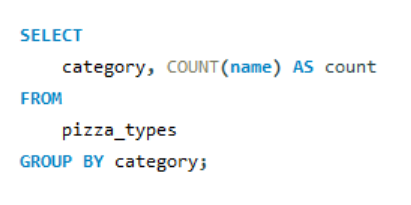 SELECT
    category, COUNT(name) AS count
FROM
    pizza_types
GROUP BY category;